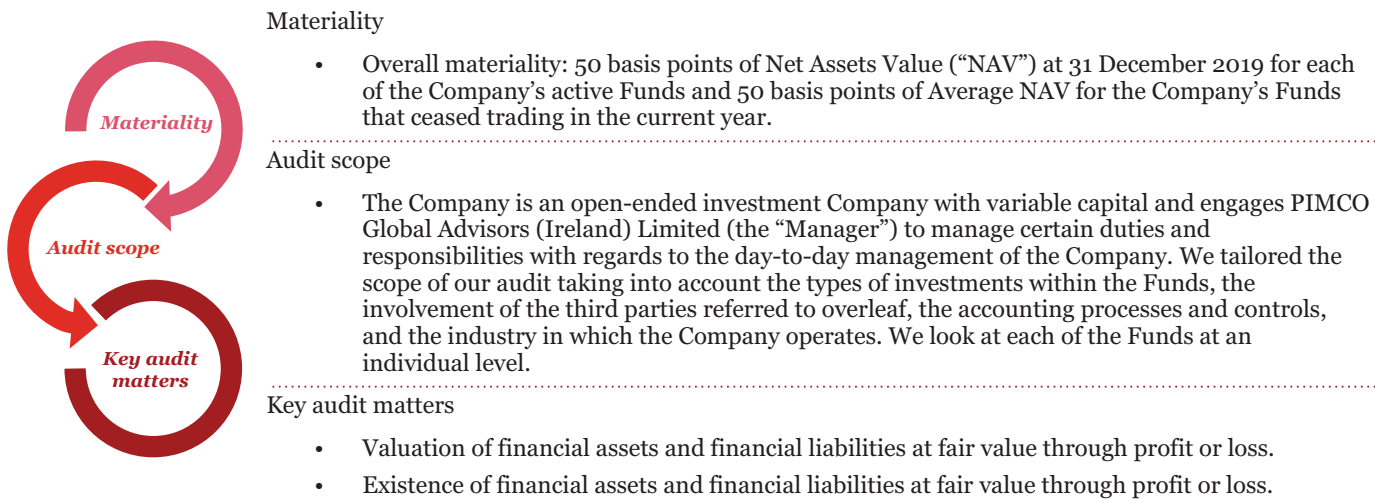 Materiality
• Overall materiality: 50 basis points of Net Assets Value (“NAV”) at 31 December 2019 for each
of the Company’s active Funds and 50 basis points of Average NAV for the Company’s Funds
that ceased trading in the current year.
Materiality
Audit scope
• The Company is an open-ended investment Company with variable capital and engages PIMCO
Global Advisors (Ireland) Limited (the “Manager”) to manage certain duties and
responsibilities with regards to the day-to-day management of the Company. We tailored the
scope of our audit taking into account the types of investments within the Funds, the
involvement of the third parties referred to overleaf, the accounting processes and controls,
and the industry in which the Company operates. We look at each of the Funds at an
individual level.
Audit scope
Key audit matters
• Valuation of financial assets and financial liabilities at fair value through profit or loss.
• Existence of financial assets and financial liabilities at fair value through profit or loss.
Key audit
matters